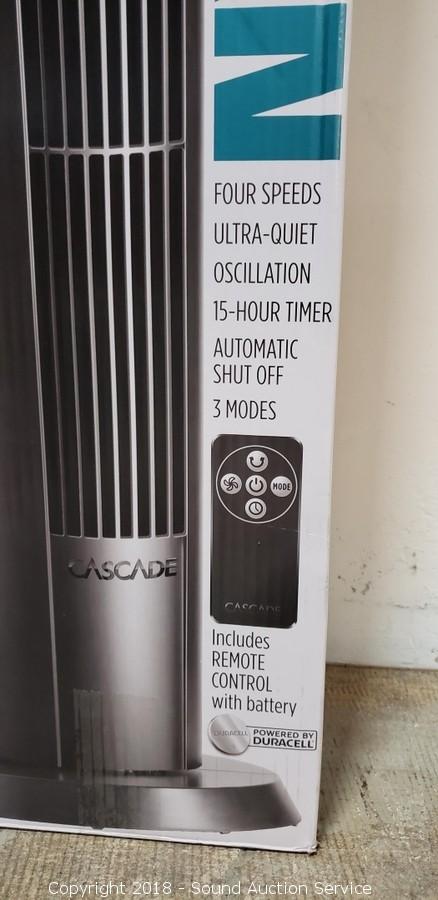 N
FOUR SPEEDS
ULTRA-QUIET
OSCILLATION
15-HOUR TIMER
AUTOMATIC
SHUT OFF
3 MODES
MODE
CASCADE
CASCADE
Includes
REMOTE
CONTROL
with battery
DURACELL
POWERED BY
DURACELL
Copyright 2018 - Sound Auction Service